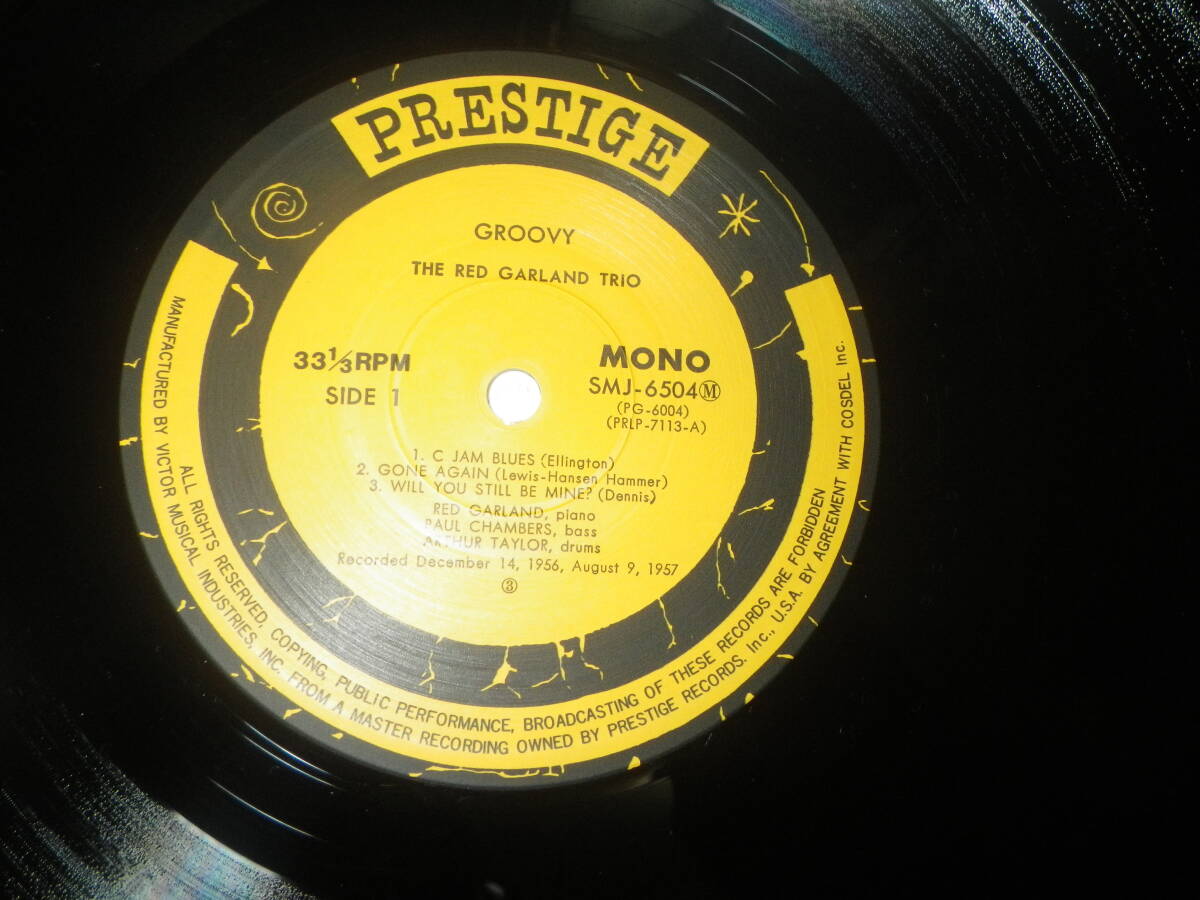 PRESTIGE
GROOVY
THE RED GARLAND TRIO
33 1/3 RPM
SIDE 1
MONO
SMJ-6504Ⓜ
(PG-6004)
(PRLP-7113-A)
1. C JAM BLUES (Ellington)
2. GONE AGAIN (Lewis-Hansen Hammer)
3. WILL YOU STILL BE MINE? (Dennis)
RED GARLAND, piano
PAUL CHAMBERS, bass
ARTHUR TAYLOR, drums
Recorded December 14, 1956, August 9, 1957
③
ALL RIGHTS RESERVED, COPYING, PUBLIC PERFORMANCE, BROADCASTING OF THESE RECORDS ARE FORBIDDEN
MANUFACTURED BY VICTOR MUSICAL INDUSTRIES, INC. FROM A MASTER RECORDING OWNED BY PRESTIGE RECORDS. Inc., U.S.A. BY AGREEMENT WITH COSDEL Inc.